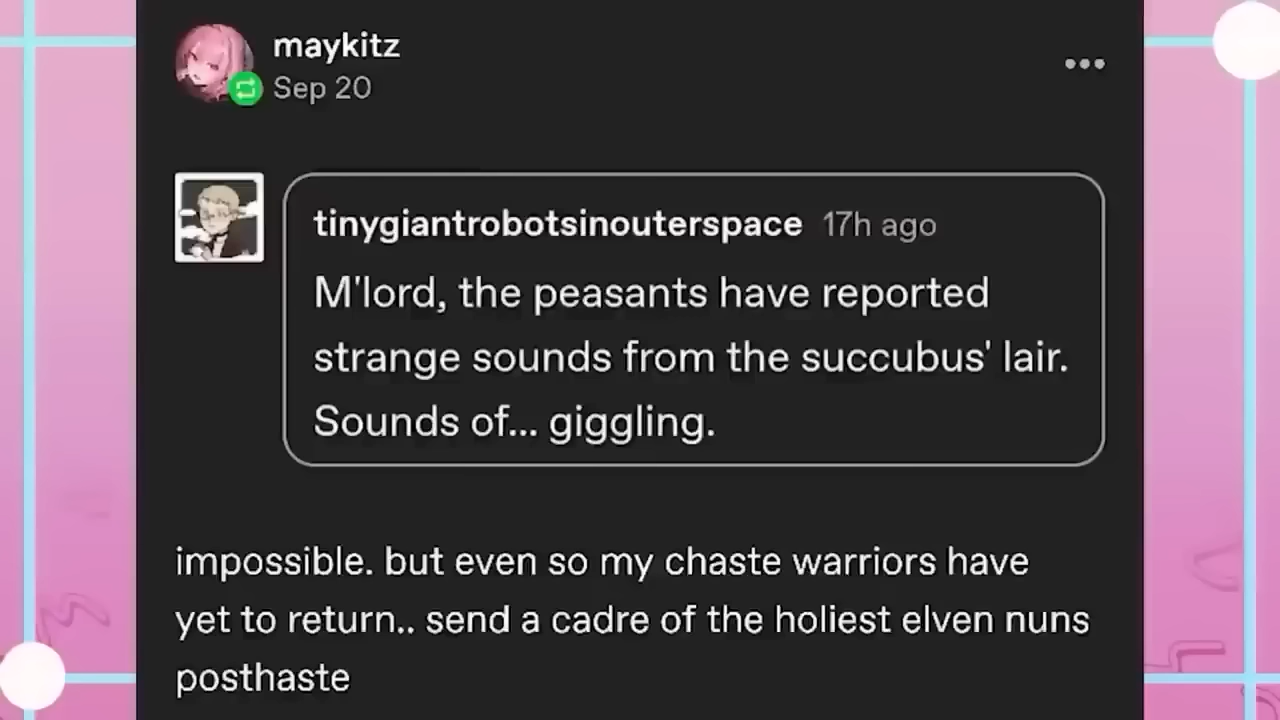 maykitz
Sep 20
tinygiantrobotsinouterspace 17h ago
M'lord, the peasants have reported
strange sounds from the succubus' lair.
Sounds of... giggling.
impossible. but even so my chaste warriors have
yet to return.. send a cadre of the holiest elven nuns
posthaste